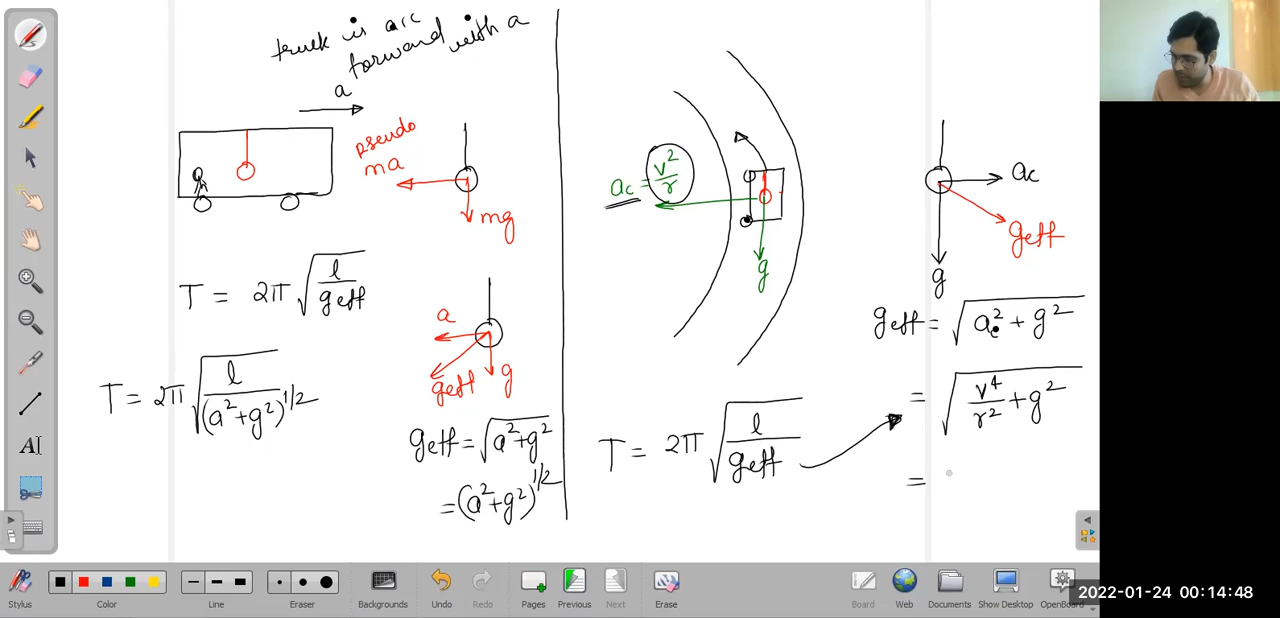 truck is acc
forward with a
a
pseudo
ma
mg
T = 2π √(l/geff)
a
geff
g
T = 2π √(l/(a²+g²)^1/2)
geff = √(a²+g²)
= (a²+g²)^1/2
ac = v²/r
g
T = 2π √(l/geff)
ac
geff
g
geff = √(ac² + g²)
= √(v⁴/r² + g²)
=
Stylus
Color
Line
Eraser
Backgrounds
Undo
Redo
Pages
Previous
Next
Erase
Board
Web
Documents
Show Desktop
OpenBoard
2022-01-24 00:14:48